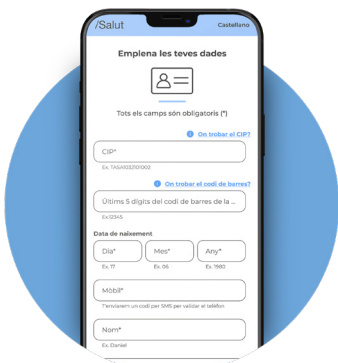 /Salut
Castellano
Emplena les teves dades
Tots els camps són obligatoris (*)
On trobar el CIP?
CIP*
Ex. TASA1032101002
On trobar el codi de barres?
Últims 5 dígits del codi de barres de la ...
Ex.12345
Data de naixement
Dia* Mes* Any*
Ex. 17 Ex. 06 Ex. 1980
Mòbil*
T'enviarem un codi per SMS per validar el telèfon
Nom*
Ex. Daniel